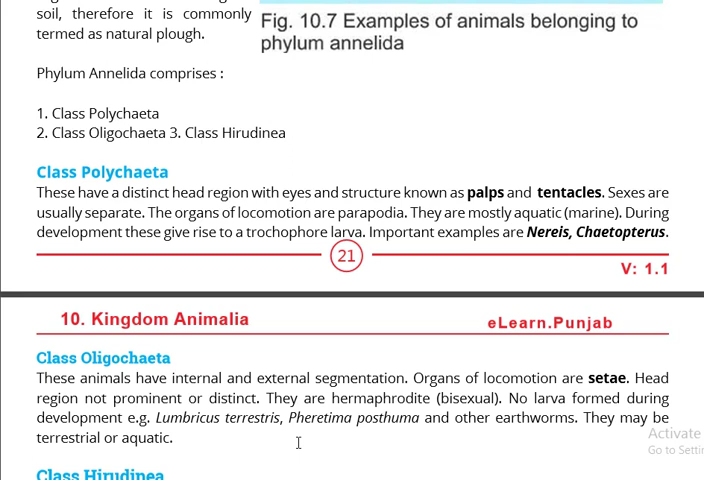 soil, therefore it is commonly
termed as natural plough.
Fig. 10.7 Examples of animals belonging to
phylum annelida
Phylum Annelida comprises :
1. Class Polychaeta
2. Class Oligochaeta 3. Class Hirudinea
Class Polychaeta
These have a distinct head region with eyes and structure known as palps and tentacles. Sexes are
usually separate. The organs of locomotion are parapodia. They are mostly aquatic (marine). During
development these give rise to a trochophore larva. Important examples are Nereis, Chaetopterus.
21
V: 1.1
10. Kingdom Animalia
eLearn.Punjab
Class Oligochaeta
These animals have internal and external segmentation. Organs of locomotion are setae. Head
region not prominent or distinct. They are hermaphrodite (bisexual). No larva formed during
development e.g. Lumbricus terrestris, Pheretima posthuma and other earthworms. They may be
terrestrial or aquatic.
Activate
Go to Settin
Class Hirudinea